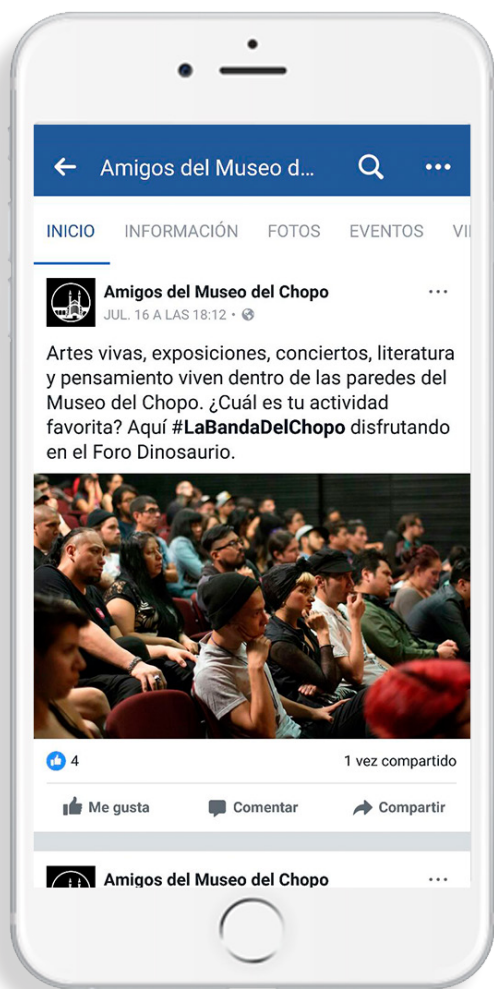 Amigos del Museo d...
INICIO INFORMACIÓN FOTOS EVENTOS
Amigos del Museo del Chopo
JUL. 16 A LAS 18:12
Artes vivas, exposiciones, conciertos, literatura
y pensamiento viven dentro de las paredes del
Museo del Chopo. ¿Cuál es tu actividad
favorita? Aquí #LaBandaDelChopo disfrutando
en el Foro Dinosaurio.
4 1 vez compartido
Me gusta Comentar Compartir
Amigos del Museo del Chopo